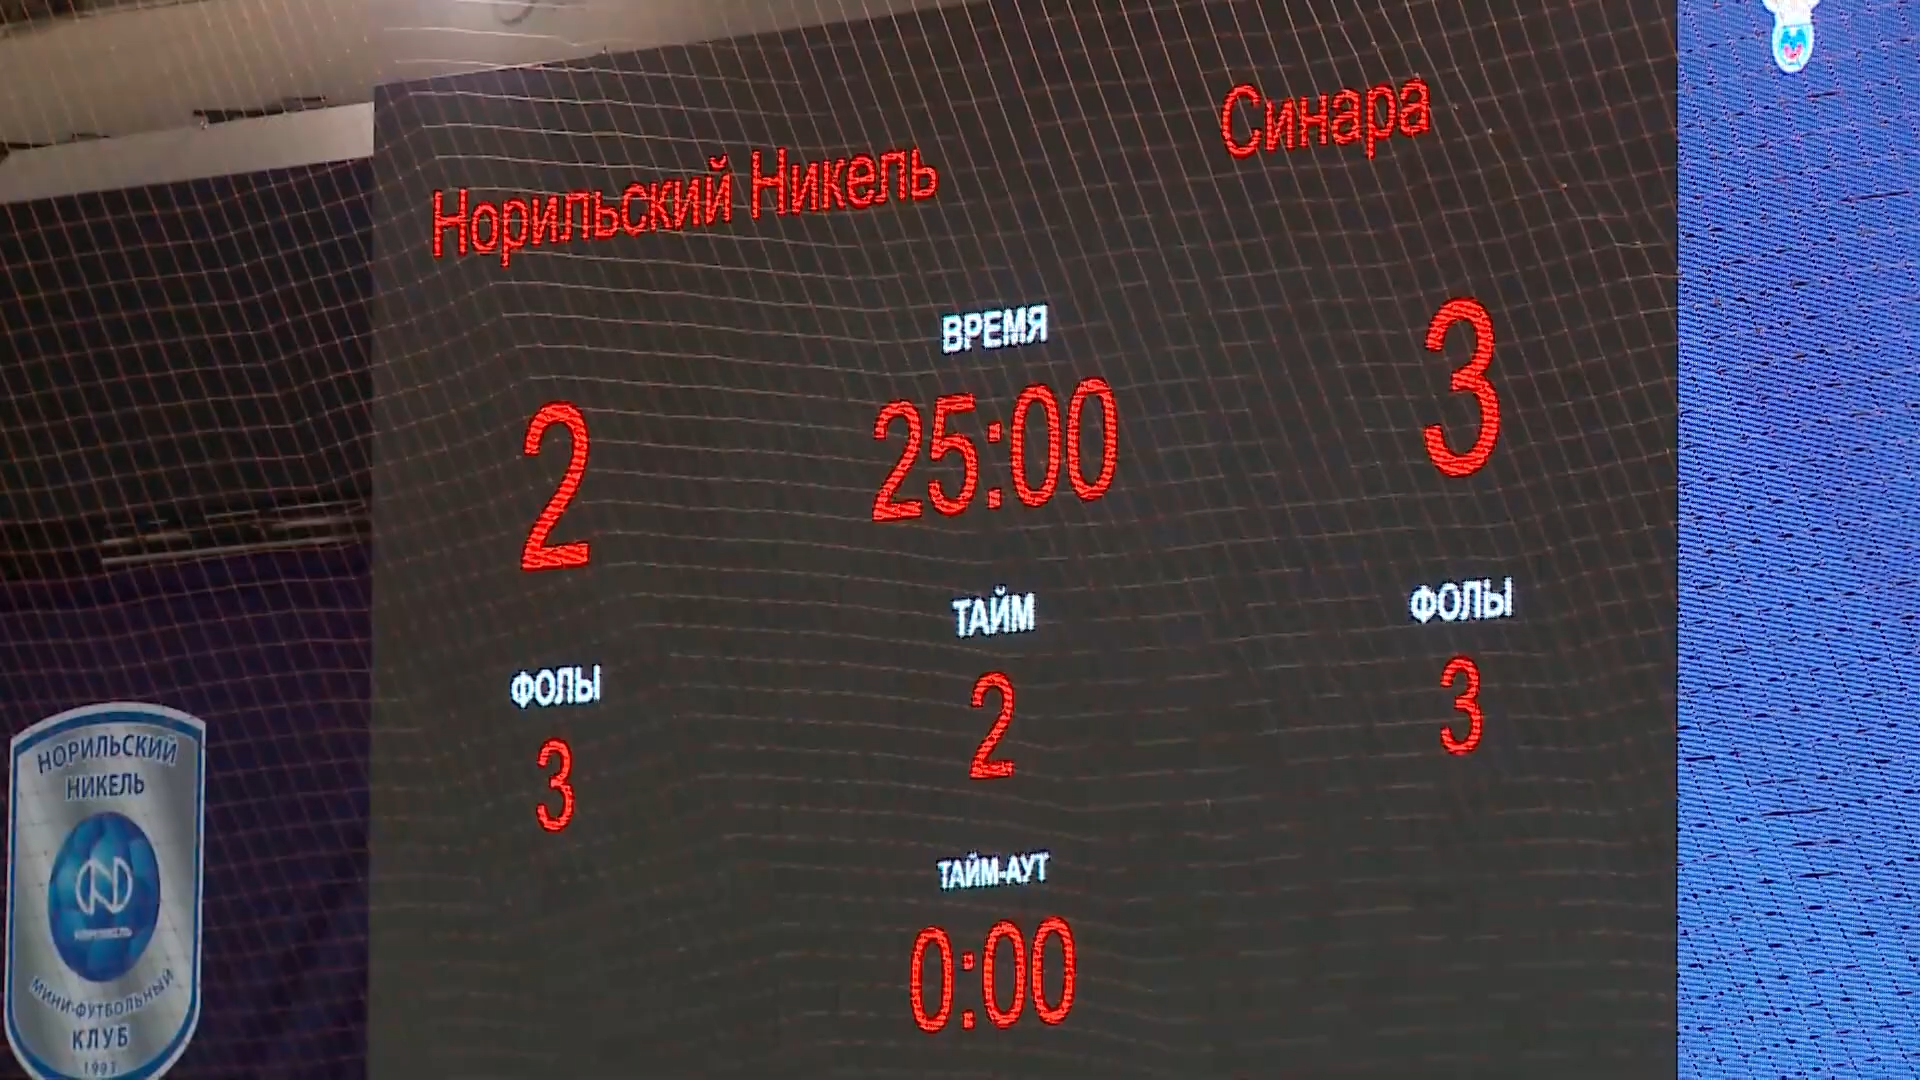 Норильский Никель
Синара
ВРЕМЯ
2
25:00
3
ТАЙМ
ФОЛЫ
ФОЛЫ
2
3
3
ТАЙМ-АУТ
0:00
НОРИЛЬСКИЙ
НИКЕЛЬ
МИНИ-ФУТБОЛЬНЫЙ
КЛУБ